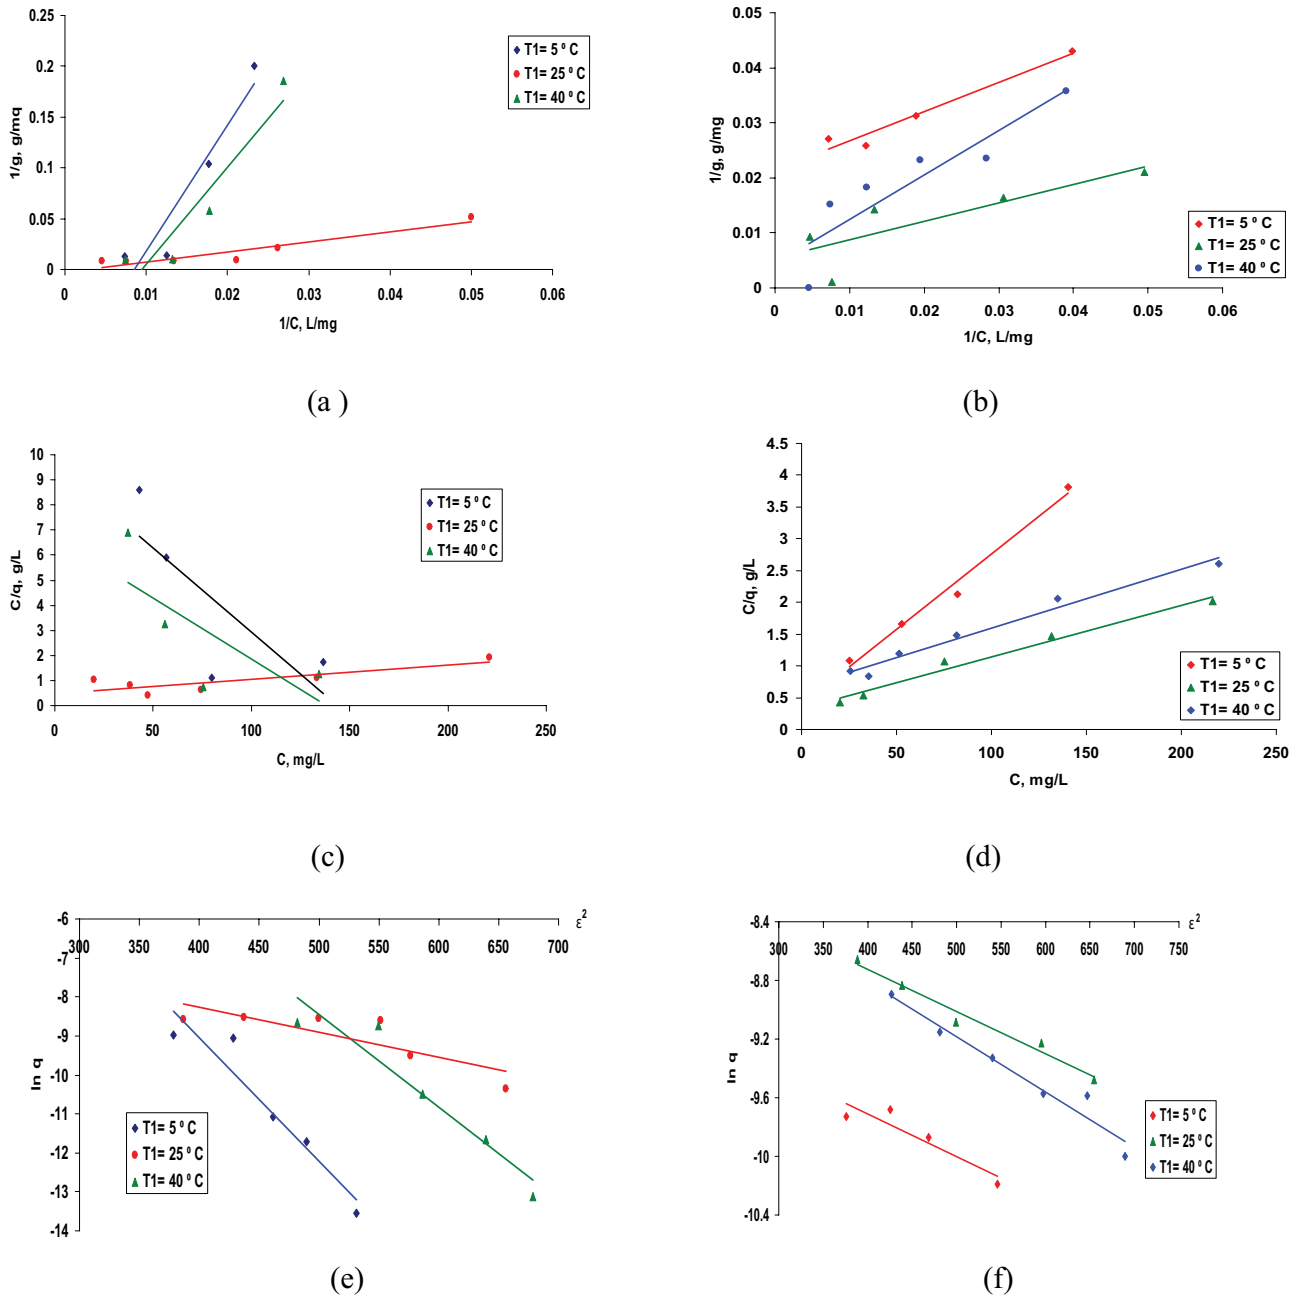 0.25
0.2
0.15
0.1
0.05
0
1/g, g/mq
0 0.01 0.02 0.03 0.04 0.05 0.06
1/C, L/mg
T1= 5 º C
T1= 25 º C
T1= 40 º C
(a )
0.05
0.04
0.03
0.02
0.01
0
1/g, g/mg
0 0.01 0.02 0.03 0.04 0.05 0.06
1/C, L/mg
T1= 5 º C
T1= 25 º C
T1= 40 º C
(b)
10
9
8
7
6
5
4
3
2
1
0
C/q, g/L
0 50 100 150 200 250
C, mg/L
T1= 5 º C
T1= 25 º C
T1= 40 º C
(c)
4.5
4
3.5
3
2.5
2
1.5
1
0.5
0
C/q, g/L
0 50 100 150 200 250
C, mg/L
T1= 5 º C
T1= 25 º C
T1= 40 º C
(d)
-6
300 350 400 450 500 550 600 650 700
ε²
-7
-8
-9
-10
-11
-12
-13
-14
ln q
T1= 5 º C
T1= 25 º C
T1= 40 º C
(e)
-8.4
300 350 400 450 500 550 600 650 700 750
ε²
-8.8
-9.2
-9.6
-10
-10.4
ln q
T1= 5 º C
T1= 25 º C
T1= 40 º C
(f)